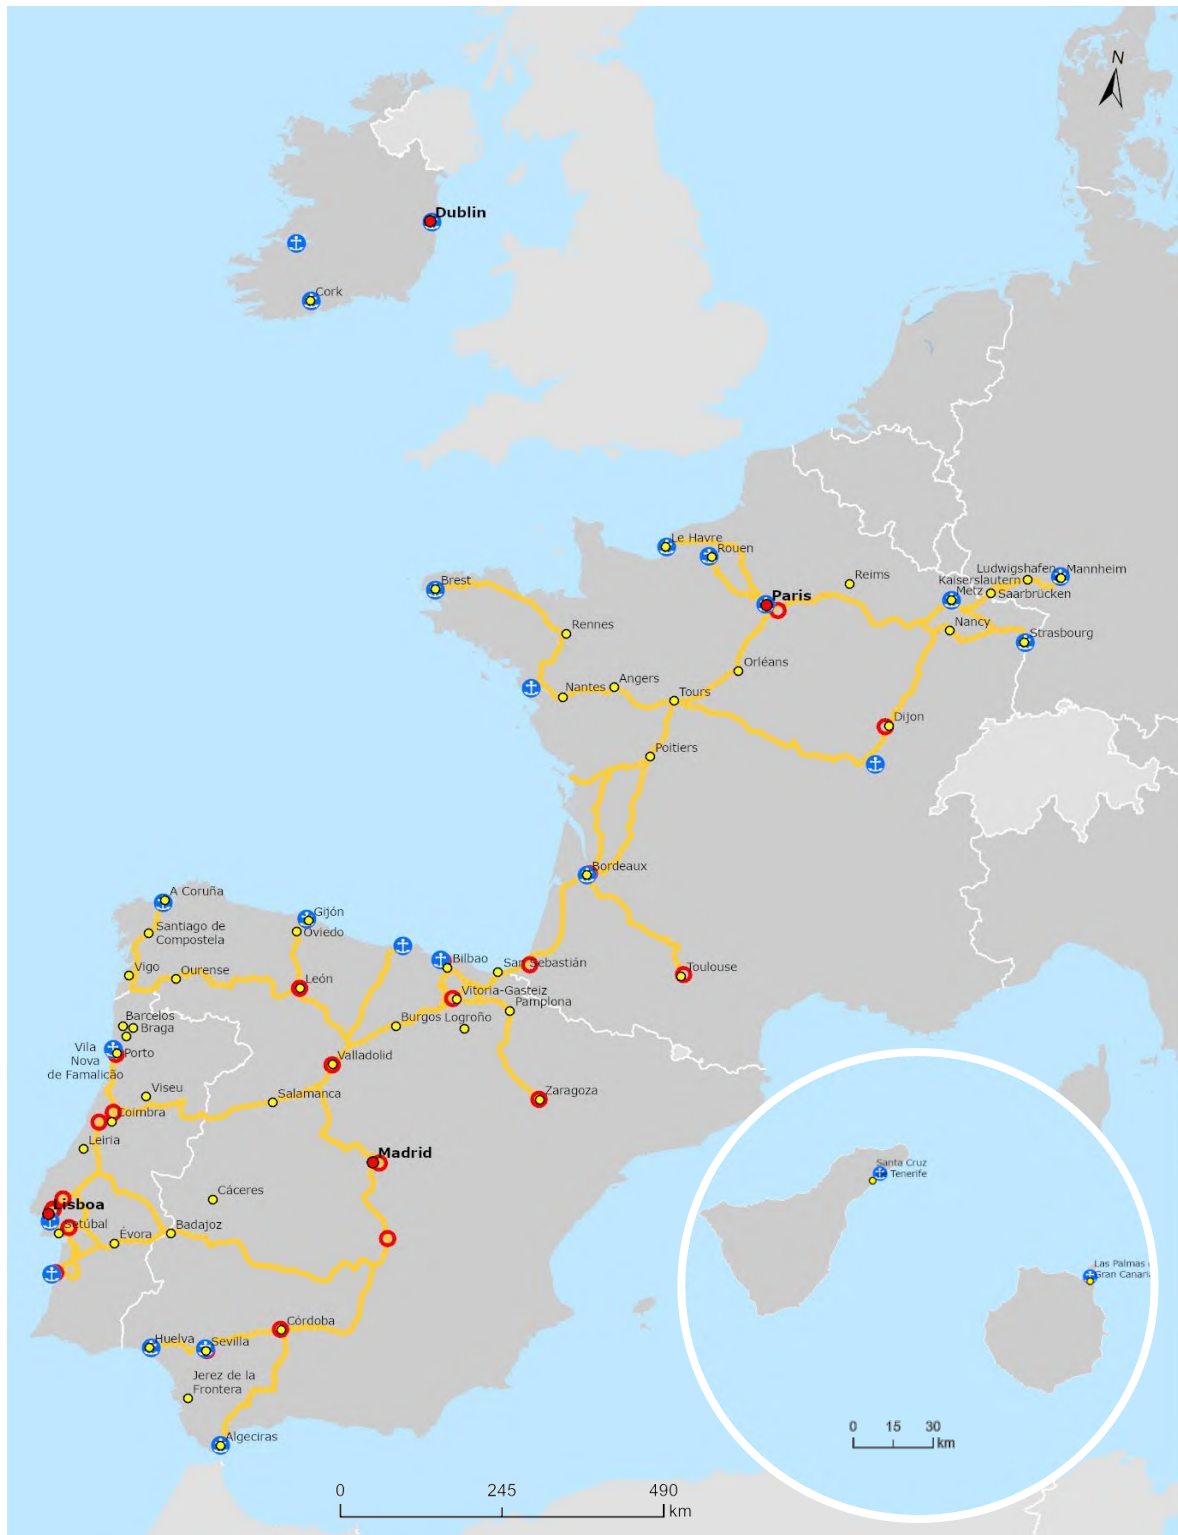 N
Dublin
Cork
Le Havre
Rouen
Brest
Paris
Reims
Ludwigshafen
Mannheim
Kaiserslautern
Metz
Saarbrücken
Rennes
Nancy
Strasbourg
Orléans
Nantes
Angers
Tours
Dijon
Poitiers
Bordeaux
A Coruña
Gijón
Santiago de
Compostela
Oviedo
Bilbao
San Sebastián
Toulouse
Vigo
Ourense
León
Vitoria-Gasteiz
Pamplona
Barcelos
Braga
Burgos
Logroño
Vila
Nova
de Famalicão
Porto
Valladolid
Viseu
Salamanca
Zaragoza
Coimbra
Leiria
Madrid
Cáceres
Lisboa
Setúbal
Évora
Badajoz
Santa Cruz
Tenerife
Las Palmas
Gran Canaria
Huelva
Sevilla
Córdoba
Jerez de la
Frontera
Algeciras
0 15 30
km
0 245 490
km